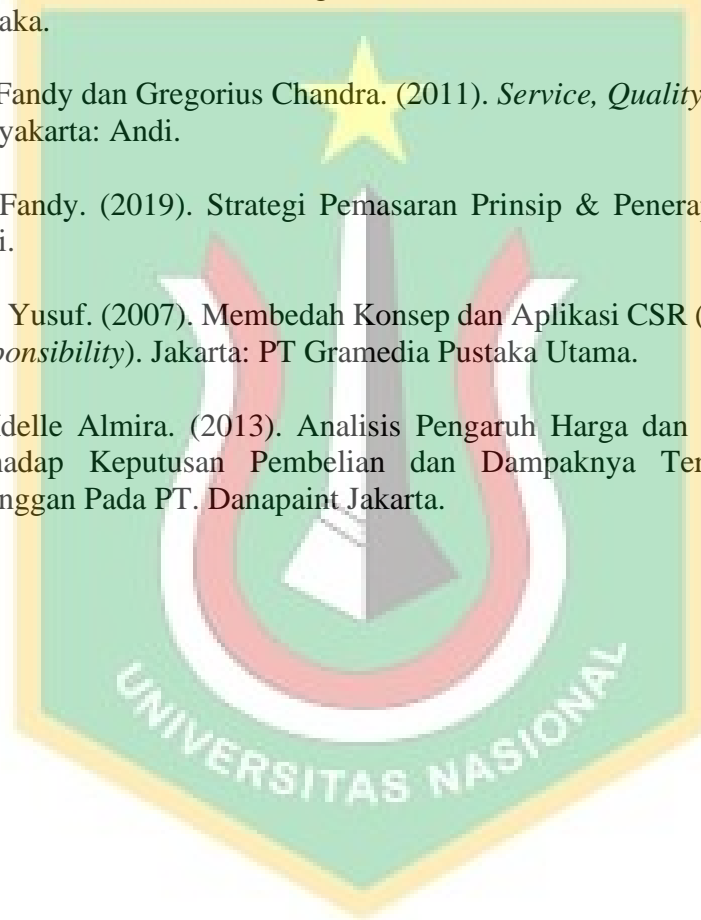 aka.
Fandy dan Gregorius Chandra. (2011). Service, Quality
yakarta: Andi.
Fandy. (2019). Strategi Pemasaran Prinsip & Penera
i.
Yusuf. (2007). Membedah Konsep dan Aplikasi CSR (
ponsibility). Jakarta: PT Gramedia Pustaka Utama.
delle Almira. (2013). Analisis Pengaruh Harga dan
hadap Keputusan Pembelian dan Dampaknya Ter
nggan Pada PT. Danapaint Jakarta.
UNIVERSITAS NASIONAL